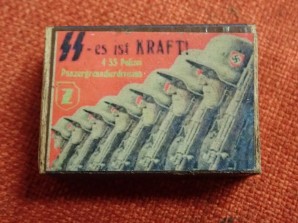 SS - es ist KRAFT!
4 SS Polizei
Panzergrenadierdivision